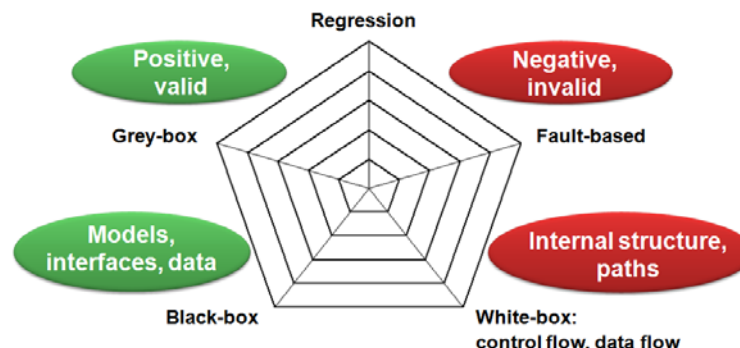 Regression
Positive,
valid
Negative,
invalid
Grey-box
Fault-based
Models,
interfaces, data
Internal structure,
paths
Black-box
White-box:
control flow, data flow